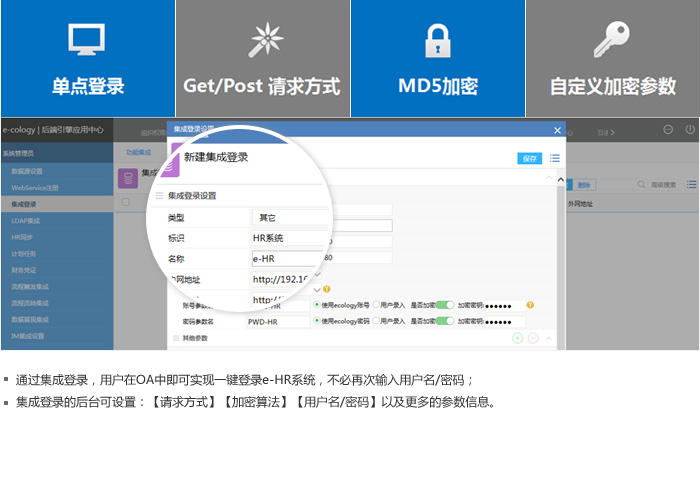 单点登录
Get/Post 请求方式
MD5加密
自定义加密参数
e-cology | 后端引擎应用中心
集成登录设置
系统管理员
功能集成
新建集成登录
保存
数据源设置
WebService注册
集成登录
LDAP集成
HR同步
计划任务
财务凭证
流程触发集成
流程流转集成
数据展现集成
IM集成设置
删除
高级搜索
外网地址
集成登录设置
类型 其它
标识 HR系统
名称 e-HR
内网地址 http://192.16
80
http://
账号参数名 使用ecology账号 用户录入 是否加密 加密密钥 ●●●●●●
密码参数名 PWD-HR 使用ecology密码 用户录入 是否加密 加密密钥 ●●●●●●
其他参数
通过集成登录，用户在OA中即可实现一键登录e-HR系统，不必再次输入用户名/密码；
集成登录的后台可设置：【请求方式】【加密算法】【用户名/密码】以及更多的参数信息。